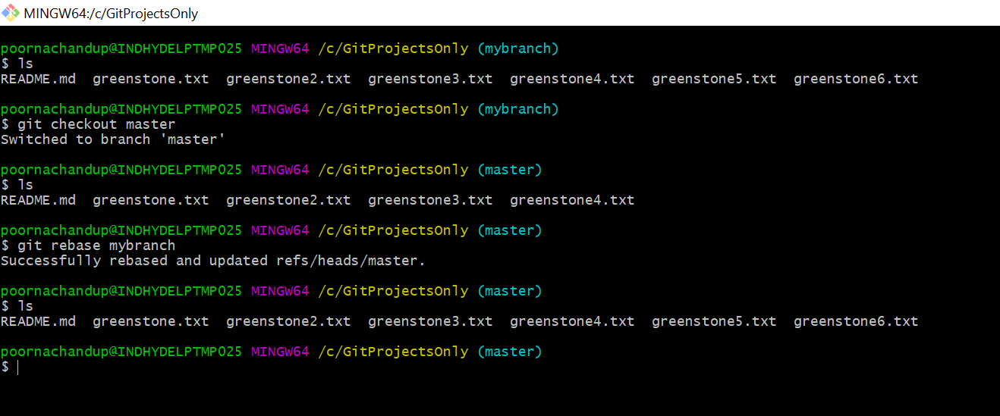 MINGW64:/c/GitProjectsOnly
poornachandup@INDHYDELPTMP025 MINGW64 /c/GitProjectsOnly (mybranch)
$ ls
README.md  greenstone.txt  greenstone2.txt  greenstone3.txt  greenstone4.txt  greenstone5.txt  greenstone6.txt
poornachandup@INDHYDELPTMP025 MINGW64 /c/GitProjectsOnly (mybranch)
$ git checkout master
Switched to branch 'master'
poornachandup@INDHYDELPTMP025 MINGW64 /c/GitProjectsOnly (master)
$ ls
README.md  greenstone.txt  greenstone2.txt  greenstone3.txt  greenstone4.txt
poornachandup@INDHYDELPTMP025 MINGW64 /c/GitProjectsOnly (master)
$ git rebase mybranch
Successfully rebased and updated refs/heads/master.
poornachandup@INDHYDELPTMP025 MINGW64 /c/GitProjectsOnly (master)
$ ls
README.md  greenstone.txt  greenstone2.txt  greenstone3.txt  greenstone4.txt  greenstone5.txt  greenstone6.txt
poornachandup@INDHYDELPTMP025 MINGW64 /c/GitProjectsOnly (master)
$